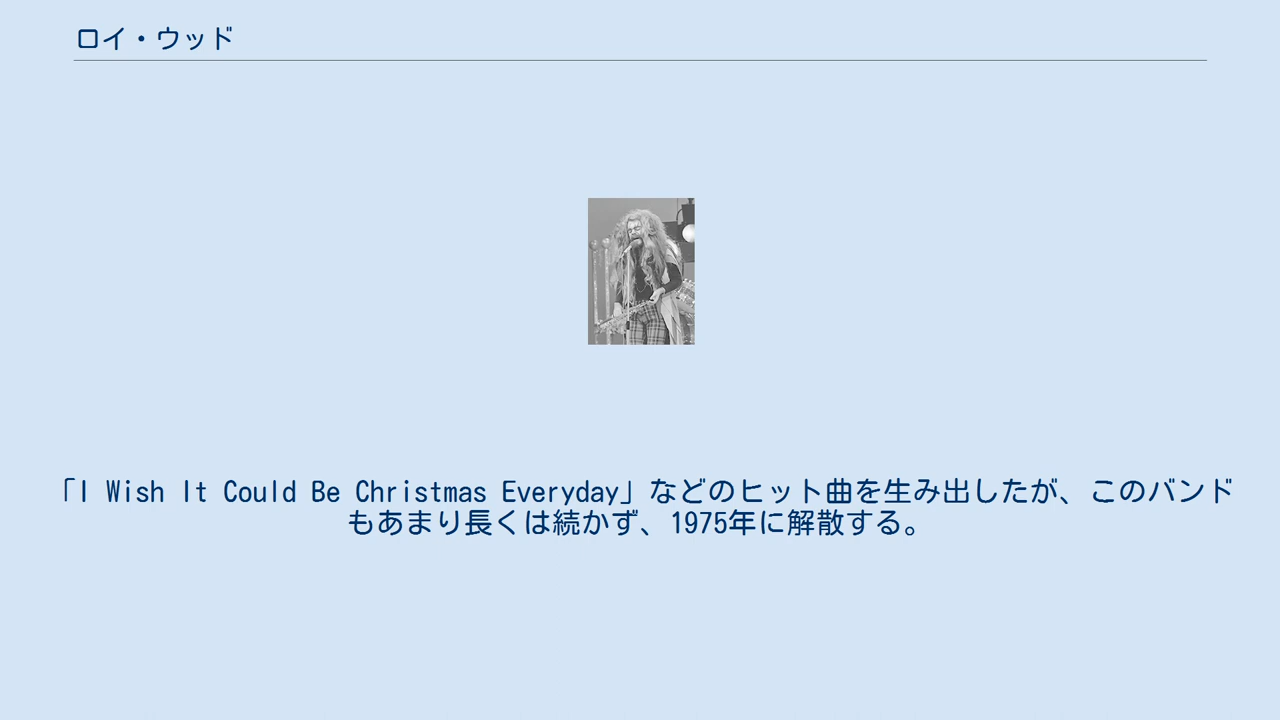 ロイ・ウッド
「I Wish It Could Be Christmas Everyday」などのヒット曲を生み出したが、このバンド
もあまり長くは続かず、1975年に解散する。